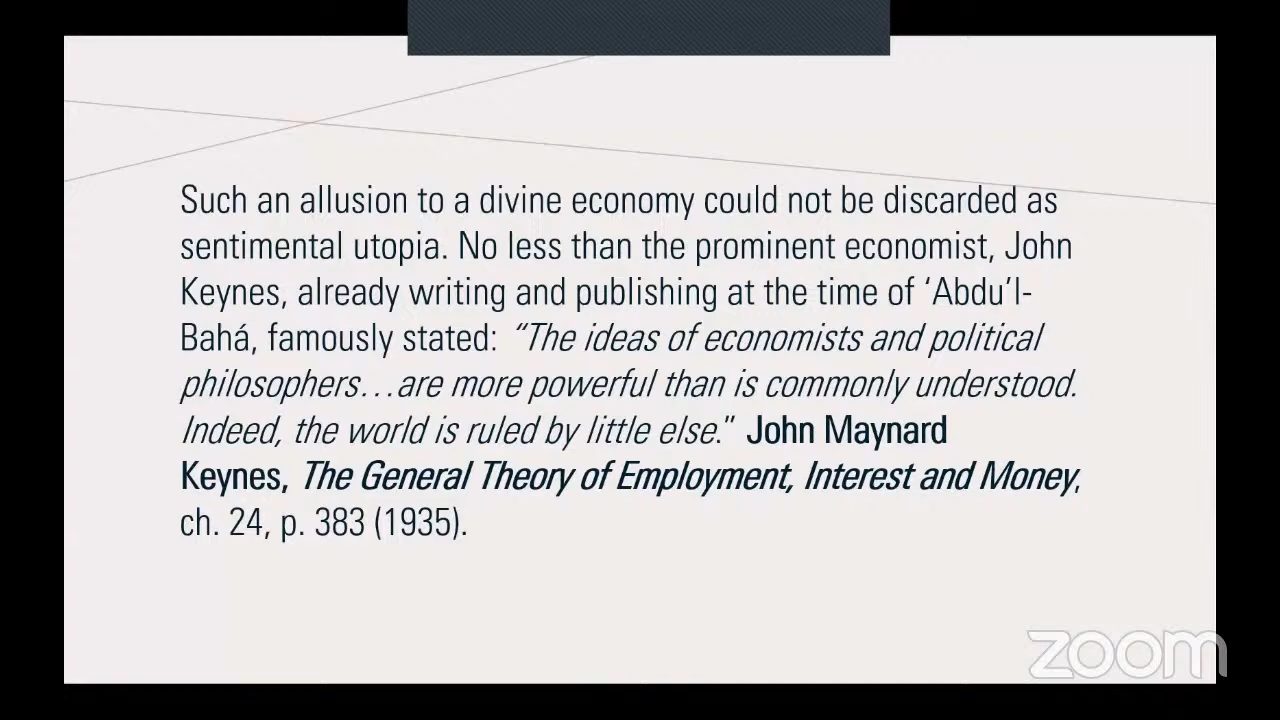 Such an allusion to a divine economy could not be discarded as
sentimental utopia. No less than the prominent economist, John
Keynes, already writing and publishing at the time of ‘Abdu’l-
Bahá, famously stated: “The ideas of economists and political
philosophers…are more powerful than is commonly understood.
Indeed, the world is ruled by little else.” John Maynard
Keynes, The General Theory of Employment, Interest and Money,
ch. 24, p. 383 (1935).
zoom